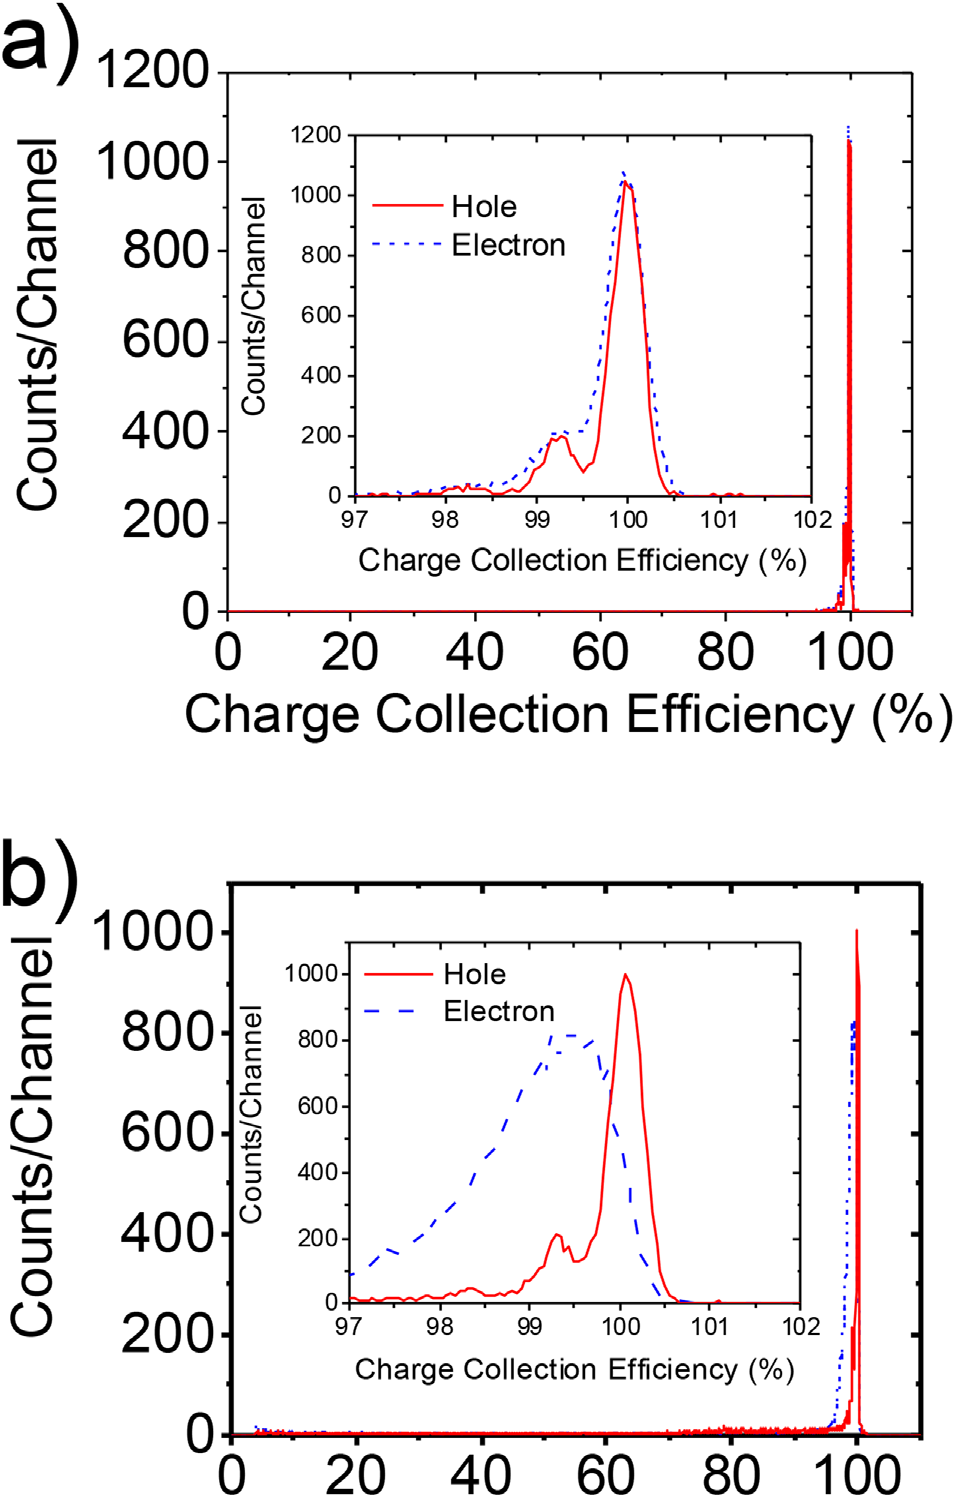 a)
1200
1000
800
600
400
200
0
Counts/Channel
1200
1000
800
600
400
200
0
Counts/Channel
Hole
Electron
97 98 99 100 101 102
Charge Collection Efficiency (%)
0 20 40 60 80 100
Charge Collection Efficiency (%)
b)
1000
800
600
400
200
0
Counts/Channel
1000
800
600
400
200
0
Counts/Channel
Hole
Electron
97 98 99 100 101 102
Charge Collection Efficiency (%)
0 20 40 60 80 100